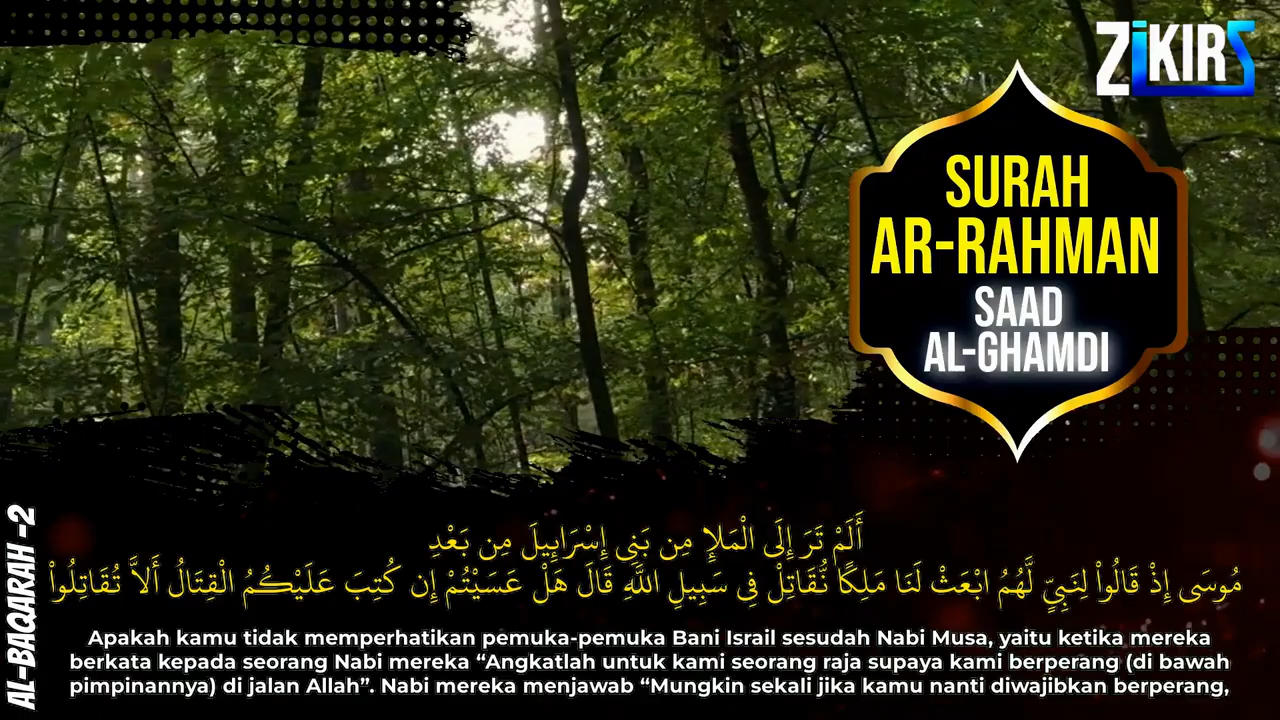 ZiKIRS
SURAH
AR-RAHMAN
SAAD
AL-GHAMDI
أَلَمْ تَرَ إِلَى الْمَلإِ مِن بَنِي إِسْرَائِيلَ مِن بَعْدِ
مُوسَى إِذْ قَالُواْ لِنَبِيٍّ لَّهُمُ ابْعَثْ لَنَا مَلِكًا نُّقَاتِلْ فِي سَبِيلِ اللّهِ قَالَ هَلْ عَسَيْتُمْ إِن كُتِبَ عَلَيْكُمُ الْقِتَالُ أَلاَّ تُقَاتِلُواْ
Apakah kamu tidak memperhatikan pemuka-pemuka Bani Israil sesudah Nabi Musa, yaitu ketika mereka
berkata kepada seorang Nabi mereka “Angkatlah untuk kami seorang raja supaya kami berperang (di bawah
pimpinannya) di jalan Allah”. Nabi mereka menjawab “Mungkin sekali jika kamu nanti diwajibkan berperang,
AL-BAQARAH -2